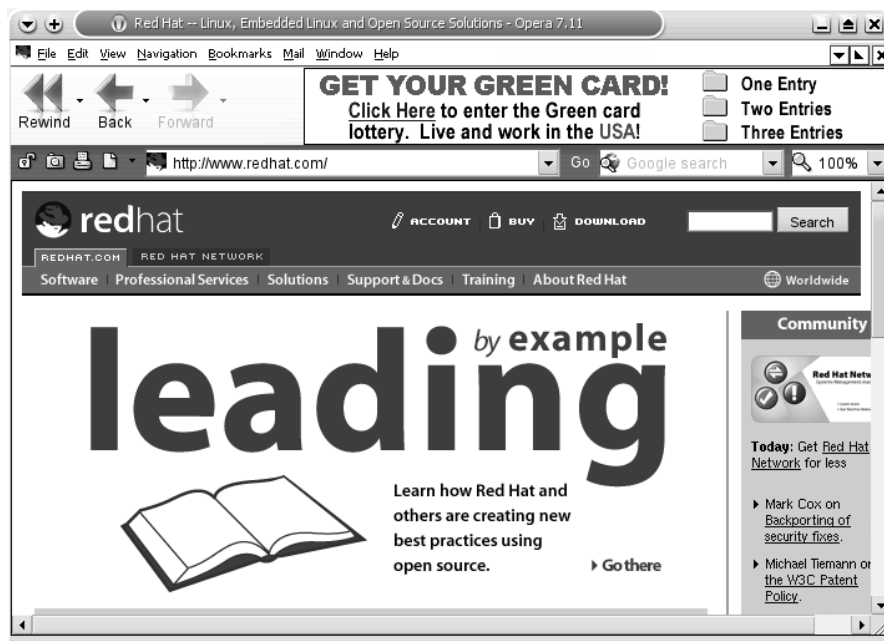 Red Hat -- Linux, Embedded Linux and Open Source Solutions - Opera 7.11
File Edit View Navigation Bookmarks Mail Window Help
Rewind Back Forward
GET YOUR GREEN CARD!
Click Here to enter the Green card
lottery. Live and work in the USA!
One Entry
Two Entries
Three Entries
http://www.redhat.com/ Go Google search 100%
redhat ACCOUNT BUY DOWNLOAD Search
REDHAT.COM RED HAT NETWORK
Software Professional Services Solutions Support & Docs Training About Red Hat Worldwide
leading by example
Learn how Red Hat and
others are creating new
best practices using
open source. Go there
Community
Red Hat Netw
Today: Get Red Hat
Network for less
Mark Cox on
Backporting of
security fixes.
Michael Tiemann on
the W3C Patent
Policy.